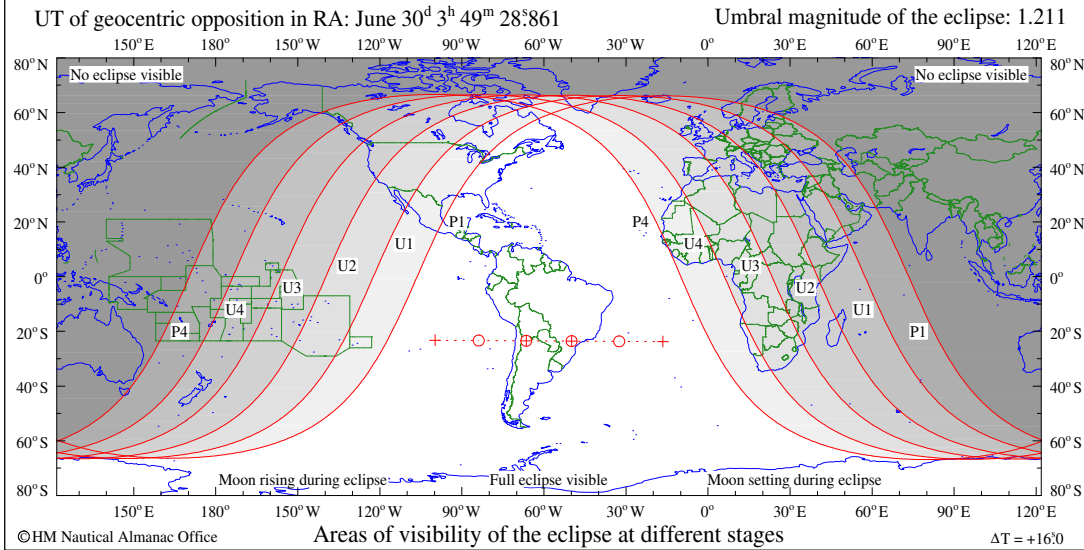 UT of geocentric opposition in RA: June 30ᵈ 3ʰ 49ᵐ 28ˢ.861
Umbral magnitude of the eclipse: 1.211
150°E 180° 150°W 120°W 90°W 60°W 30°W 0° 30°E 60°E 90°E 120°E
80°N 80°N
No eclipse visible No eclipse visible
60°N 60°N
40°N 40°N
20°N P1 P4 20°N
U1 U4
U2 U3
0° 0°
U3 U2
U4 U1
P4 P1
20°S 20°S
40°S 40°S
60°S 60°S
Moon rising during eclipse Full eclipse visible Moon setting during eclipse
80°S 80°S
150°E 180° 150°W 120°W 90°W 60°W 30°W 0° 30°E 60°E 90°E 120°E
©HM Nautical Almanac Office Areas of visibility of the eclipse at different stages ΔT = +16ˢ.0